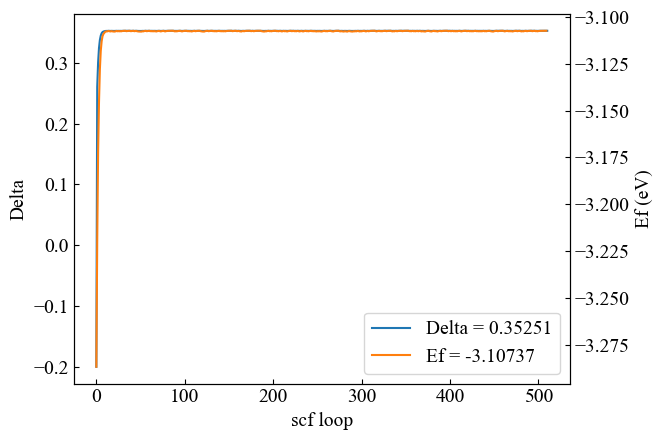 Delta
0.3
0.2
0.1
0.0
−0.1
−0.2
−3.100
−3.125
−3.150
−3.175
−3.200
−3.225
−3.250
−3.275
Ef (eV)
Delta = 0.35251
Ef = -3.10737
0 100 200 300 400 500
scf loop